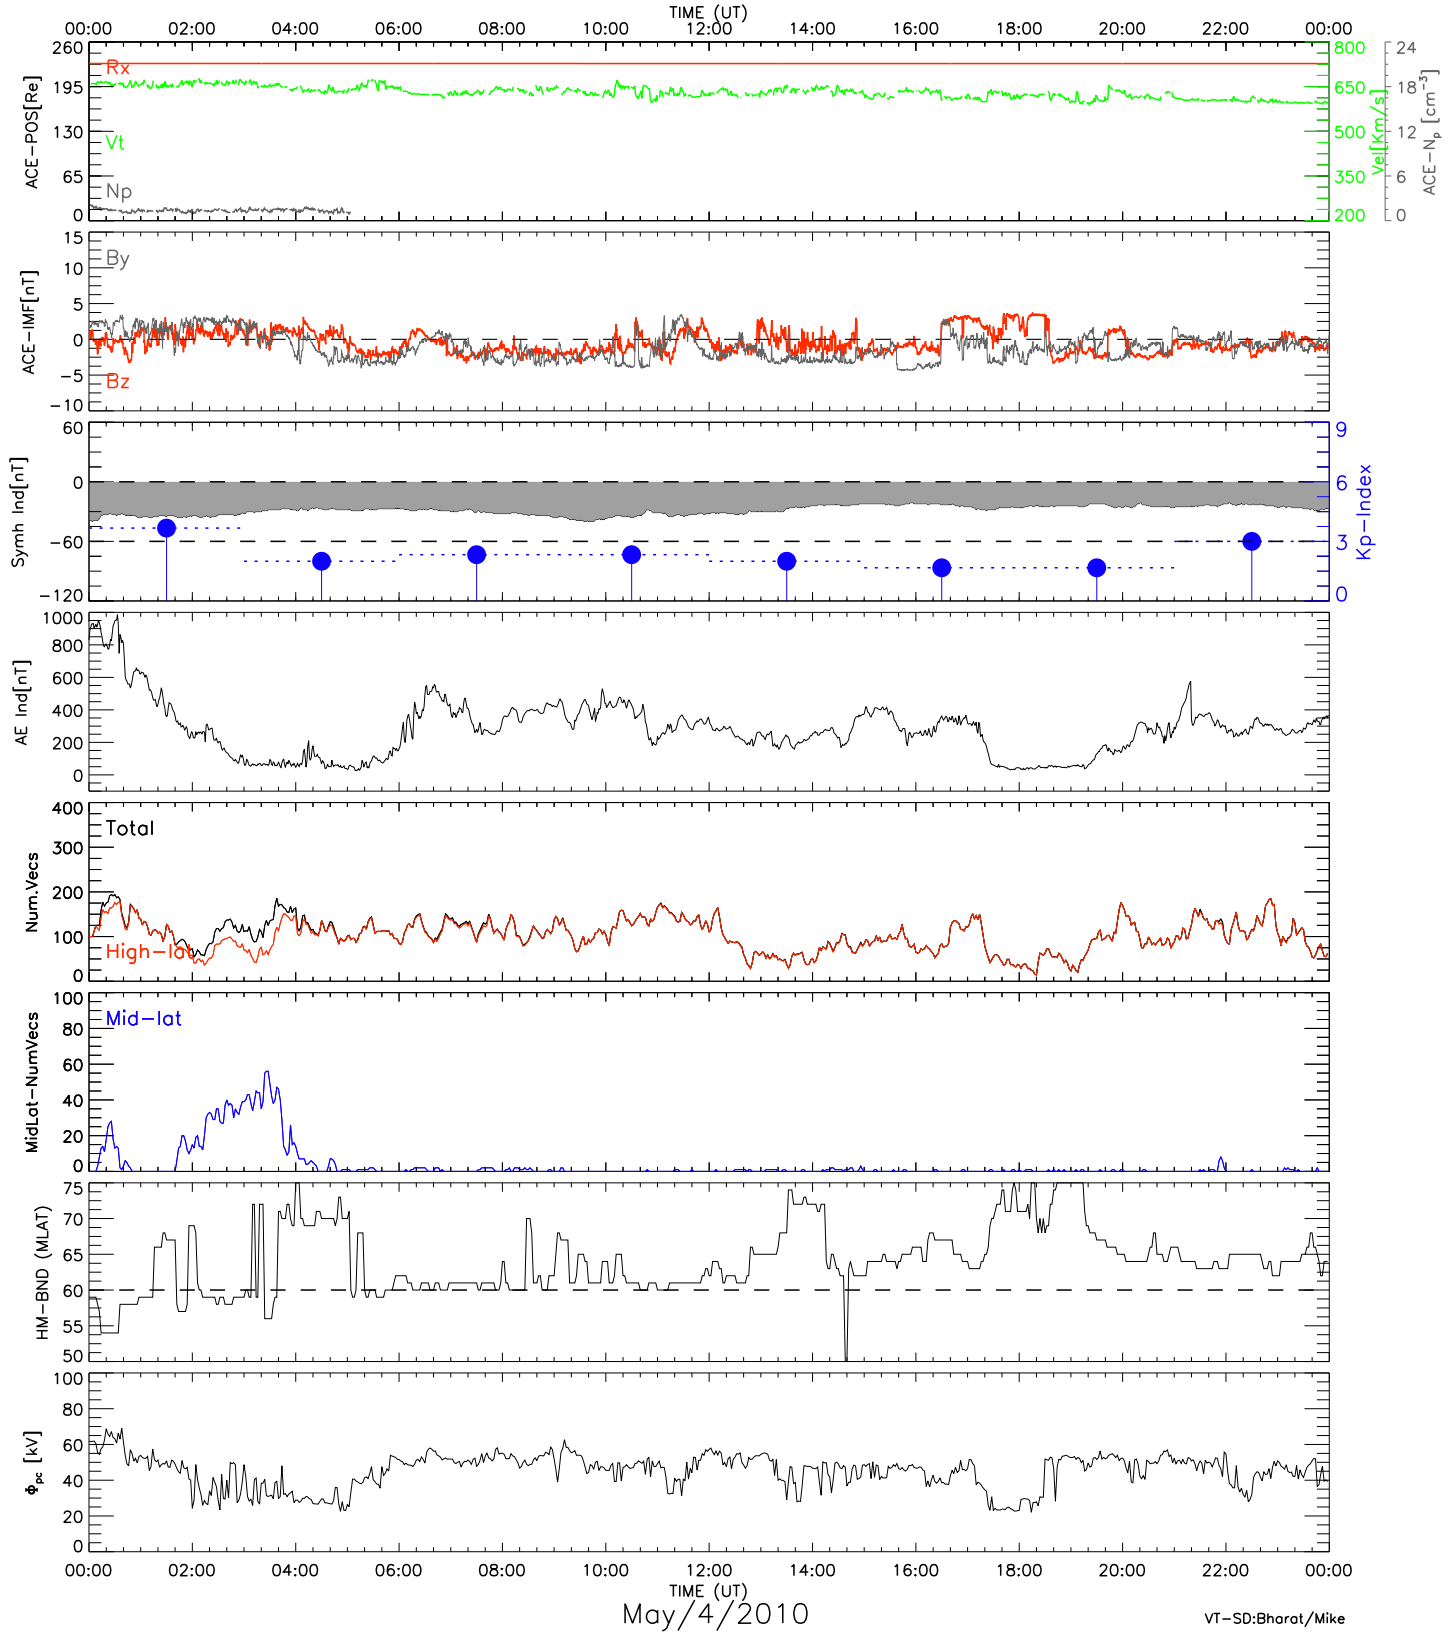 TIME (UT)
00:00 02:00 04:00 06:00 08:00 10:00 12:00 14:00 16:00 18:00 20:00 22:00 00:00
ACE-POS[Re]
260
195
130
65
0
Rx
Vt
Np
800
650
500
350
200
Vel[Km/s]
24
18
12
6
0
ACE-Np [cm⁻³]
ACE-IMF[nT]
15
10
5
0
-5
-10
By
Bz
Symh Ind[nT]
60
0
-60
-120
9
6
3
0
Kp-Index
AE Ind[nT]
1000
800
600
400
200
0
Num.Vecs
400
300
200
100
0
Total
High-lat
MidLat-NumVecs
100
80
60
40
20
0
Mid-lat
HM-BND (MLAT)
75
70
65
60
55
50
Φpc [kV]
100
80
60
40
20
0
00:00 02:00 04:00 06:00 08:00 10:00 12:00 14:00 16:00 18:00 20:00 22:00 00:00
TIME (UT)
May/4/2010
VT-SD:Bharat/Mike